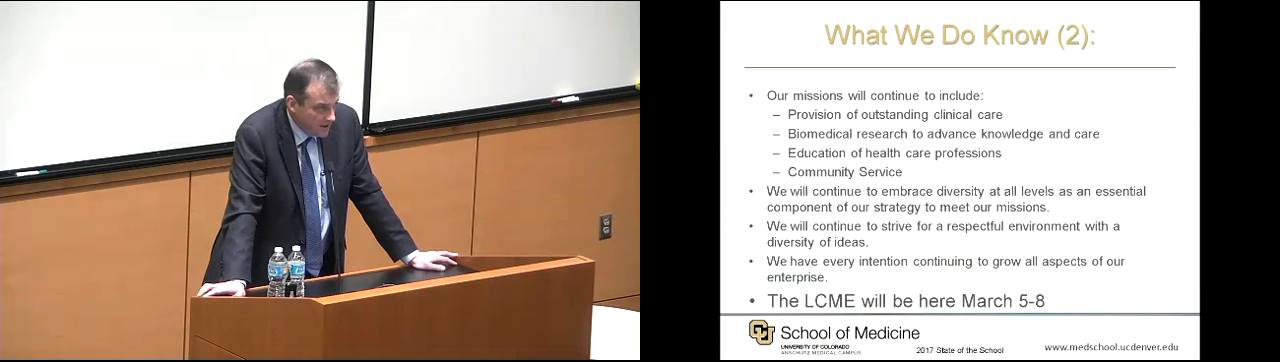 What We Do Know (2):
• Our missions will continue to include:
– Provision of outstanding clinical care
– Biomedical research to advance knowledge and care
– Education of health care professions
– Community Service
• We will continue to embrace diversity at all levels as an essential
component of our strategy to meet our missions.
• We will continue to strive for a respectful environment with a
diversity of ideas.
• We have every intention continuing to grow all aspects of our
enterprise.
• The LCME will be here March 5-8
CU School of Medicine
UNIVERSITY OF COLORADO
ANSCHUTZ MEDICAL CAMPUS
2017 State of the School
www.medschool.ucdenver.edu